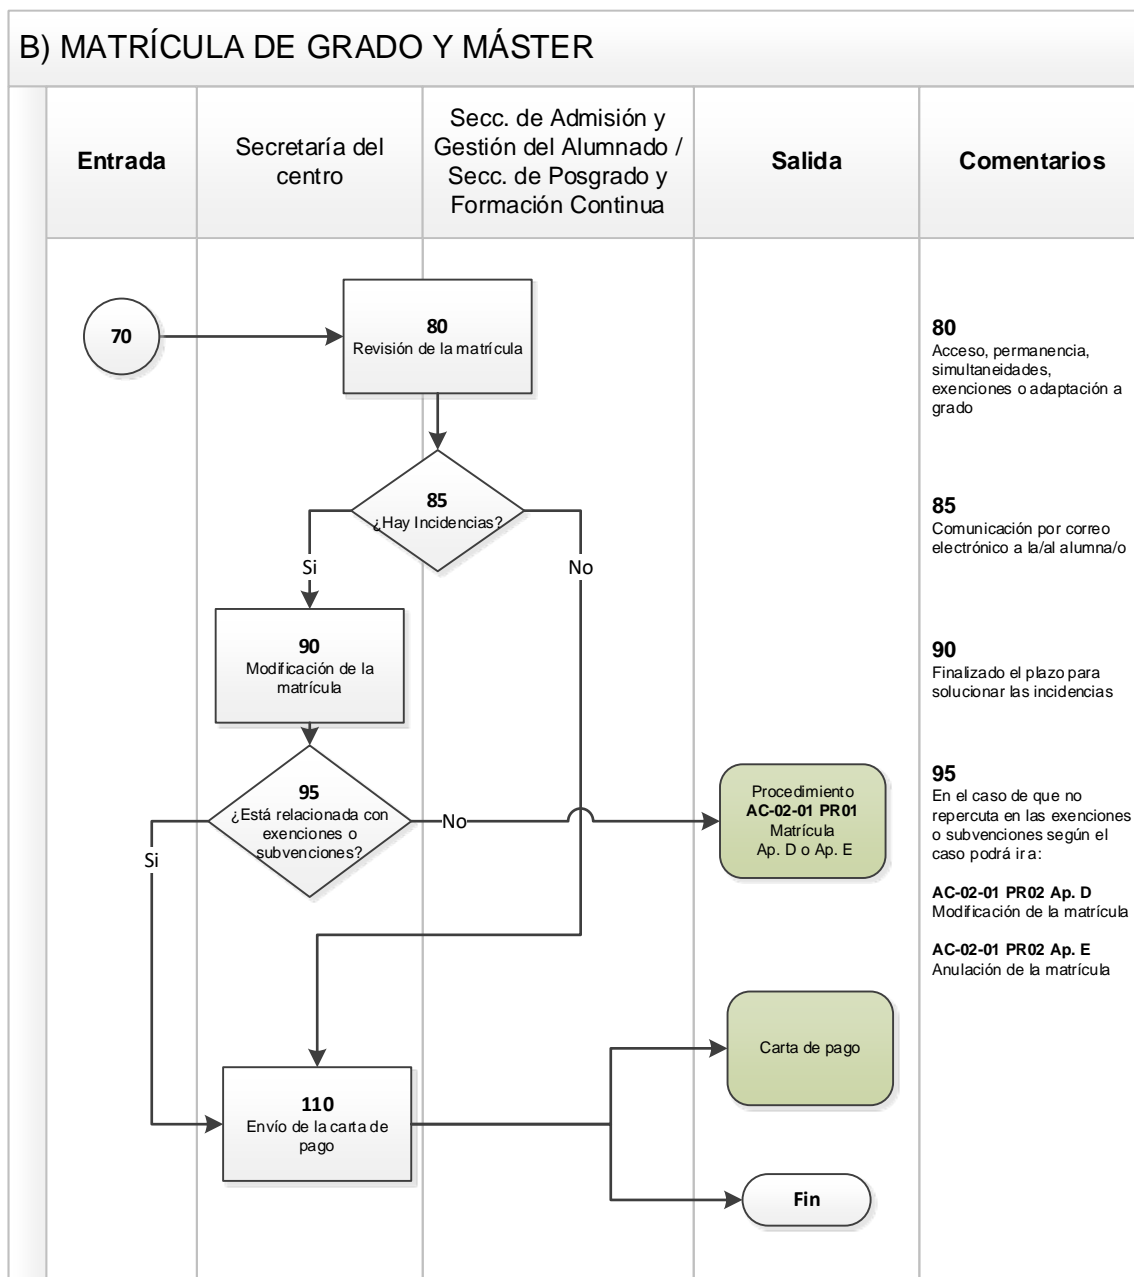 B) MATRÍCULA DE GRADO Y MÁSTER
Entrada
Secretaría del
centro
Secc. de Admisión y
Gestión del Alumnado /
Secc. de Posgrado y
Formación Continua
Salida
Comentarios
70
80
Revisión de la matrícula
85
¿Hay Incidencias?
Si
No
90
Modificación de la
matrícula
95
¿Está relacionada con
exenciones o
subvenciones?
Si
No
Procedimiento
AC-02-01 PR01
Matrícula
Ap. D o Ap. E
110
Envío de la carta de
pago
Carta de pago
Fin
80
Acceso, permanencia,
simultaneidades,
exenciones o adaptación a
grado
85
Comunicación por correo
electrónico a la/al alumna/o
90
Finalizado el plazo para
solucionar las incidencias
95
En el caso de que no
repercuta en las exenciones
o subvenciones según el
caso podrá ir a:
AC-02-01 PR02 Ap. D
Modificación de la matrícula
AC-02-01 PR02 Ap. E
Anulación de la matrícula